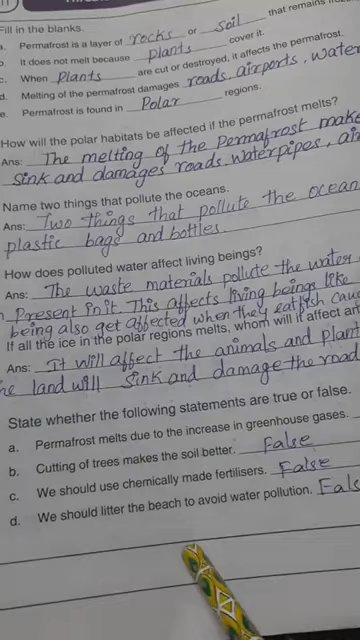 Fill in the blanks.
a. Permafrost is a layer of rocks or soil that remains
b. It does not melt because plants cover it.
c. When plants are cut or destroyed, it affects the permafrost.
d. Melting of the permafrost damages roads, airports, water
e. Permafrost is found in Polar regions.
How will the polar habitats be affected if the permafrost melts?
Ans: The melting of the Permafrost make
sink and damages roads, waterpipes, air
Name two things that pollute the oceans.
Ans: Two things that pollute the ocean
plastic bags and bottles
How does polluted water affect living beings?
Ans: The waste materials pollute the water
Present in it. This affects living beings like
being also get affected when they eat fish
If all the ice in the polar regions melts, whom will it affect
Ans: It will affect the animals and plan
land will sink and damage the road
State whether the following statements are true or false.
a. Permafrost melts due to the increase in greenhouse gases.
b. Cutting of trees makes the soil better. False
c. We should use chemically made fertilisers. False
d. We should litter the beach to avoid water pollution. Fals